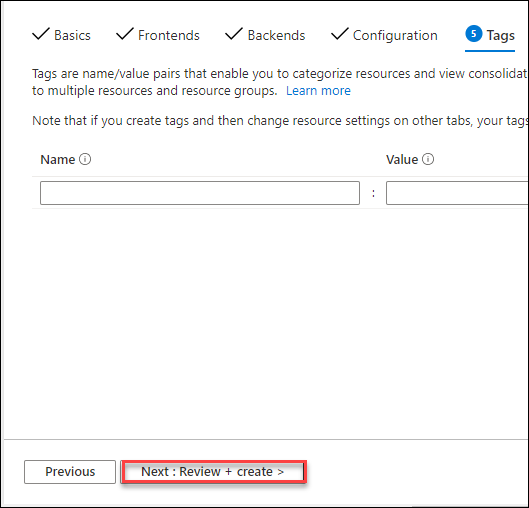 Basics Frontends Backends Configuration 5 Tags
Tags are name/value pairs that enable you to categorize resources and view consolidat
to multiple resources and resource groups. Learn more
Note that if you create tags and then change resource settings on other tabs, your tags
Name Value
:
Previous Next : Review + create >